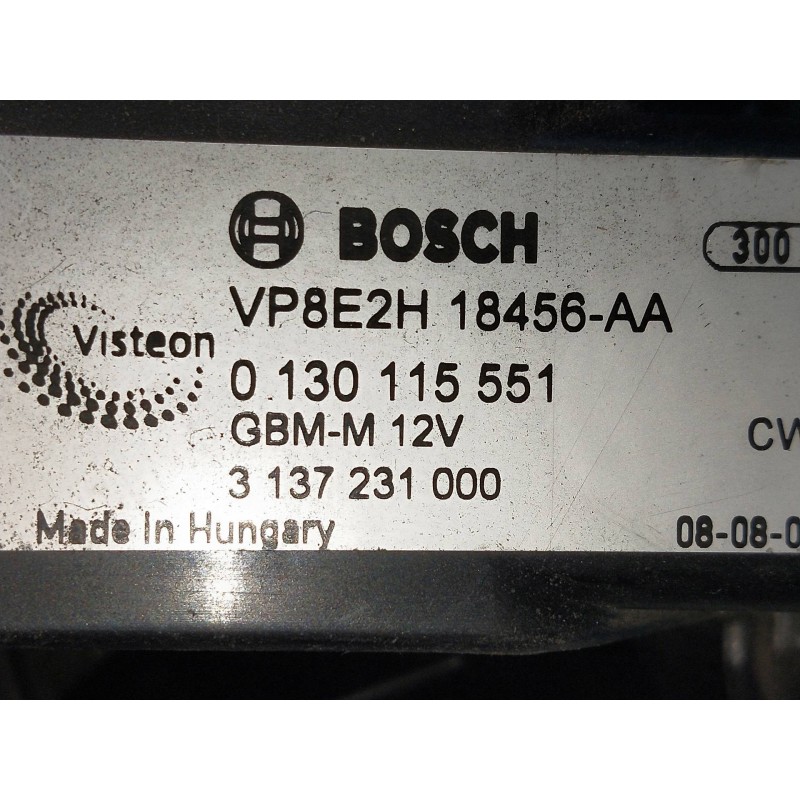 BOSCH
300
VP8E2H 18456-AA
Visteon
0 130 115 551
GBM-M 12V
CW
3 137 231 000
Made In Hungary
08-08-0